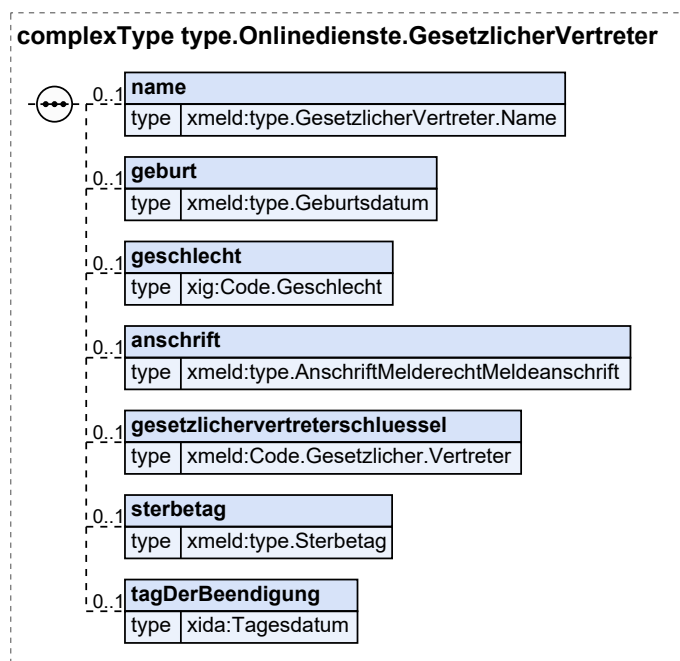 complexType type.Onlinedienste.GesetzlicherVertreter
0..1 name
type xmeld:type.GesetzlicherVertreter.Name
0..1 geburt
type xmeld:type.Geburtsdatum
0..1 geschlecht
type xig:Code.Geschlecht
0..1 anschrift
type xmeld:type.AnschriftMelderechtMeldeanschrift
0..1 gesetzlichervertreterschluessel
type xmeld:Code.Gesetzlicher.Vertreter
0..1 sterbetag
type xmeld:type.Sterbetag
0..1 tagDerBeendigung
type xida:Tagesdatum